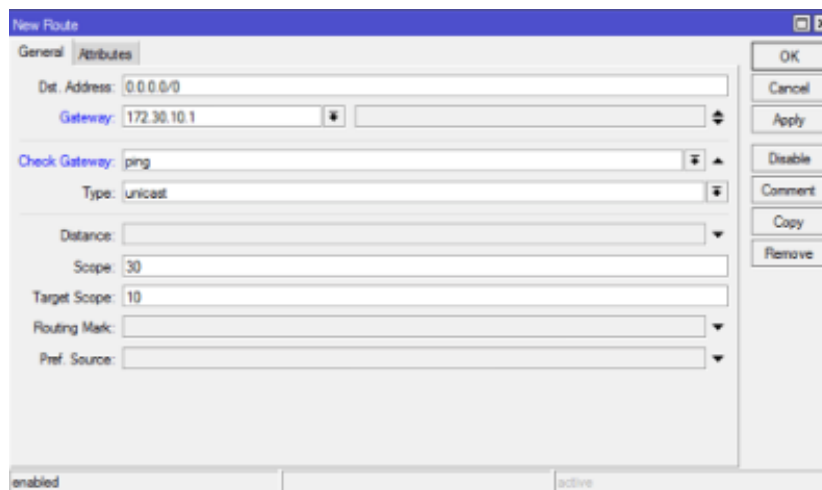 New Route
General Attributes
OK
Dst. Address: 0.0.0.0/0
Cancel
Gateway: 172.30.10.1
Apply
Check Gateway: ping
Disable
Type: unicast
Comment
Copy
Distance:
Remove
Scope: 30
Target Scope: 10
Routing Mark:
Pref. Source:
enabled active